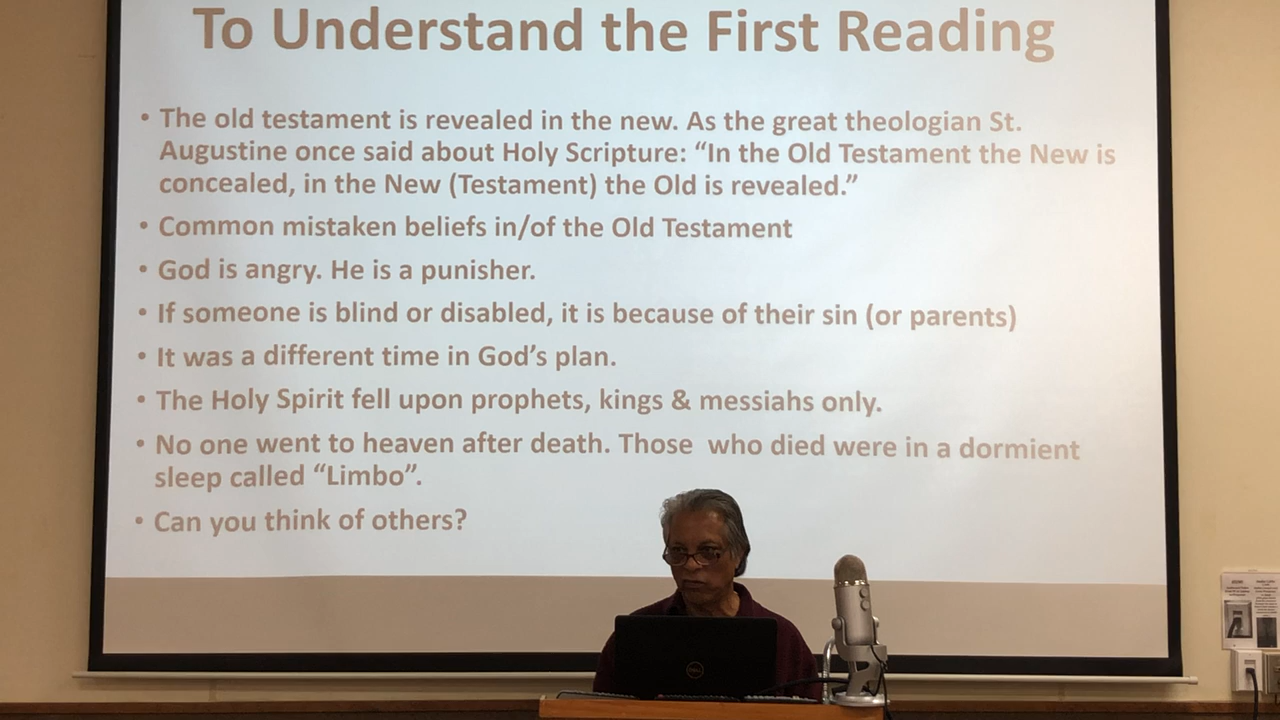 To Understand the First Reading
• The old testament is revealed in the new. As the great theologian St.
Augustine once said about Holy Scripture: “In the Old Testament the New is
concealed, in the New (Testament) the Old is revealed.”
• Common mistaken beliefs in/of the Old Testament
• God is angry. He is a punisher.
• If someone is blind or disabled, it is because of their sin (or parents)
• It was a different time in God’s plan.
• The Holy Spirit fell upon prophets, kings & messiahs only.
• No one went to heaven after death. Those  who died were in a dormient
sleep called “Limbo”.
• Can you think of others?
DELL